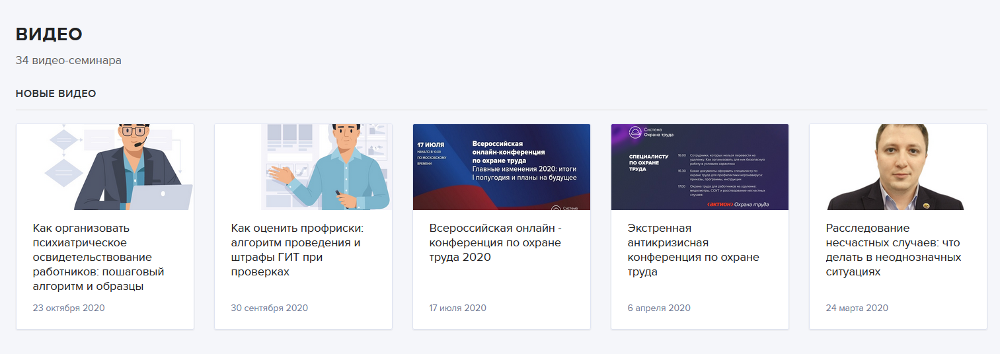 ВИДЕО
34 видео-семинара
НОВЫЕ ВИДЕО
17 ИЮЛЯ
НАЧАЛО В 10.00
ПО МОСКОВСКОМУ
ВРЕМЕНИ
Всероссийская
онлайн-конференция
по охране труда
Главные изменения 2020: итоги
I полугодия и планы на будущее
Система
Система
Охрана труда
СПЕЦИАЛИСТУ
ПО ОХРАНЕ
ТРУДА
16.00 Сотрудники, которых нельзя перевести на
удаленку. Как организовать для них безопасную
работу в условиях карантина
16.30 Какие документы оформить специалисту по
охране труда для профилактики коронавируса:
приказы, программы, инструкции
17.00 Охрана труда для работников на удаленке:
медосмотры, СОУТ и расследование несчастных
случаев
‹актион› Охрана труда
Как организовать
психиатрическое
освидетельствование
работников: пошаговый
алгоритм и образцы
23 октября 2020
Как оценить профриски:
алгоритм проведения и
штрафы ГИТ при
проверках
30 сентября 2020
Всероссийская онлайн -
конференция по охране
труда 2020
17 июля 2020
Экстренная
антикризисная
конференция по охране
труда
6 апреля 2020
Расследование
несчастных случаев: что
делать в неоднозначных
ситуациях
24 марта 2020